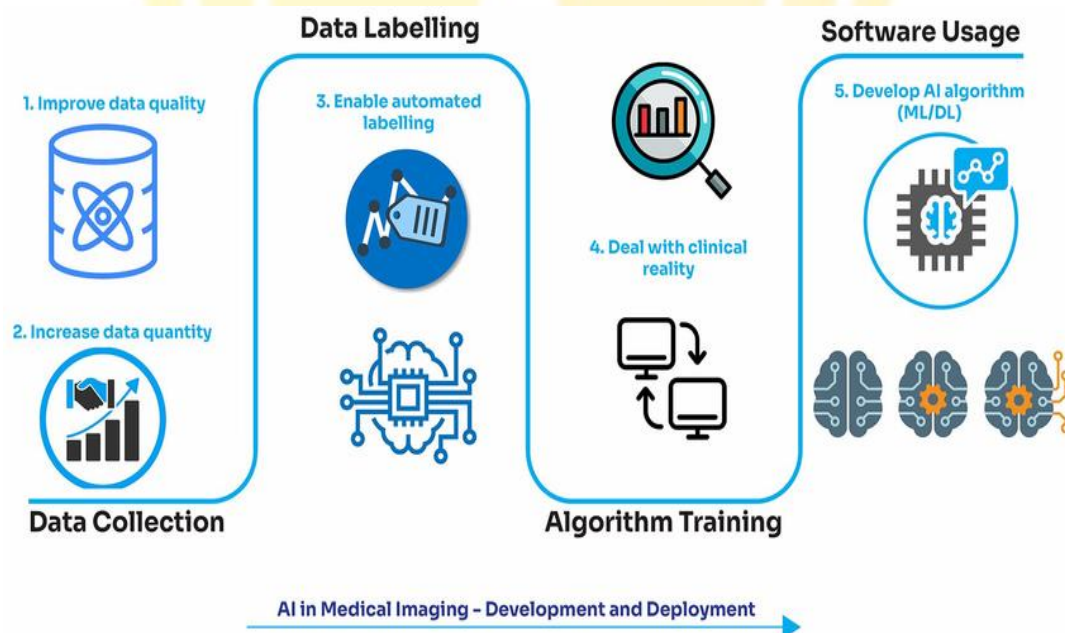 Data Labelling
Software Usage
1. Improve data quality
3. Enable automated
labelling
5. Develop AI algorithm
(ML/DL)
4. Deal with clinical
reality
2. Increase data quantity
Data Collection
Algorithm Training
AI in Medical Imaging - Development and Deployment